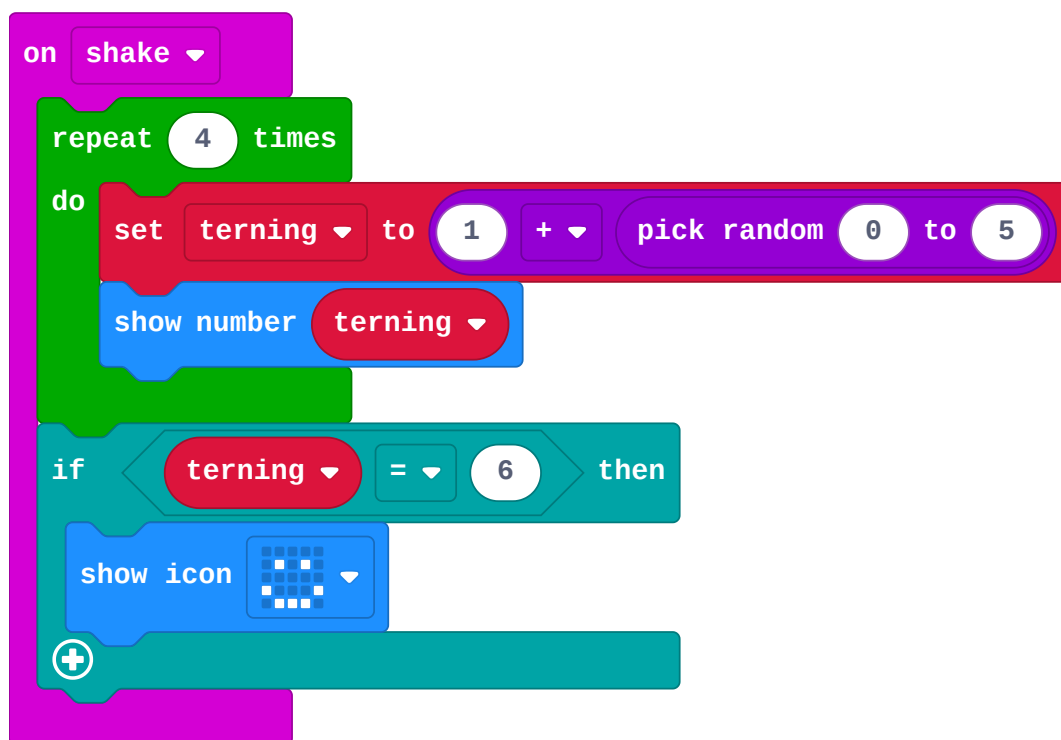 on shake
repeat 4 times
do
set terning to 1 + pick random 0 to 5
show number terning
if terning = 6 then
show icon